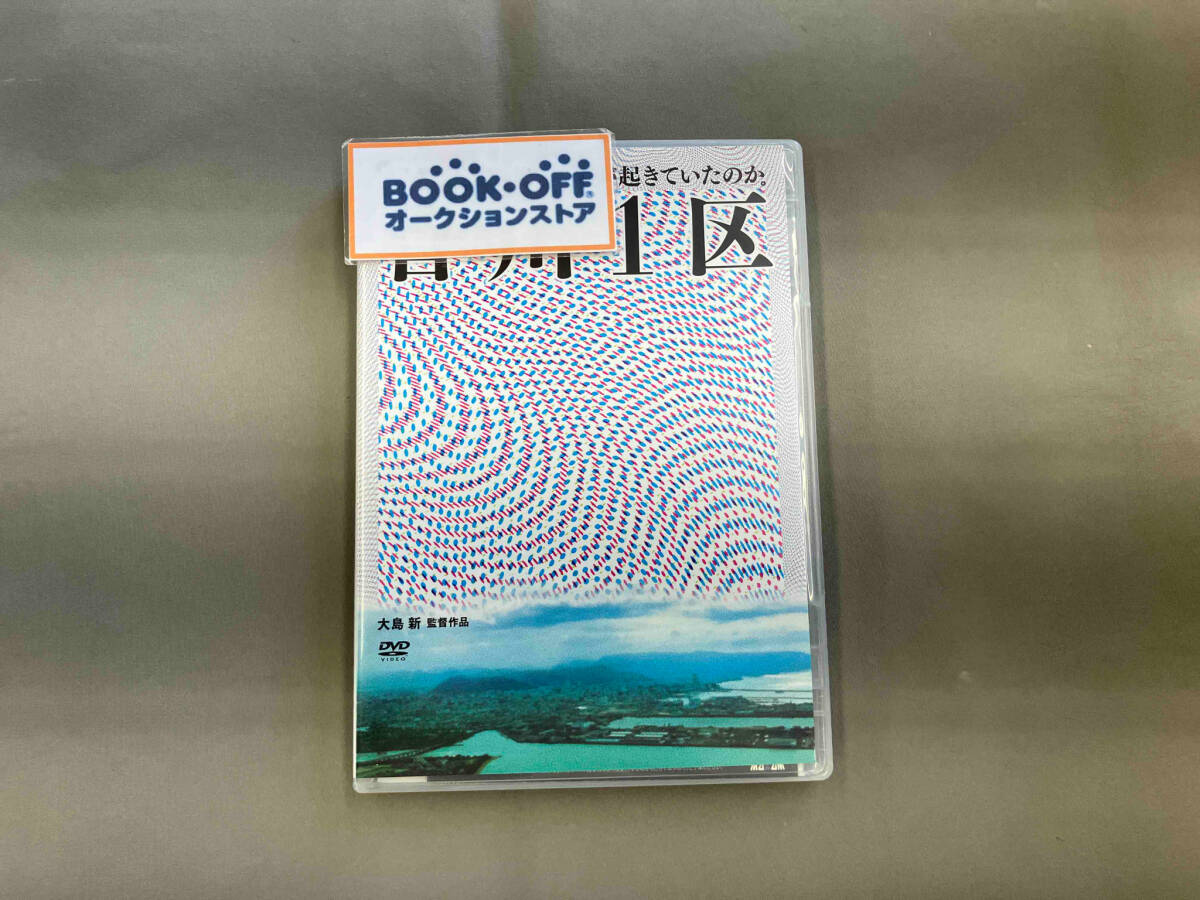 BOOK・OFF®
オークションストア
起きていたのか。
川1区
大島 新 監督作品
DVD
VIDEO